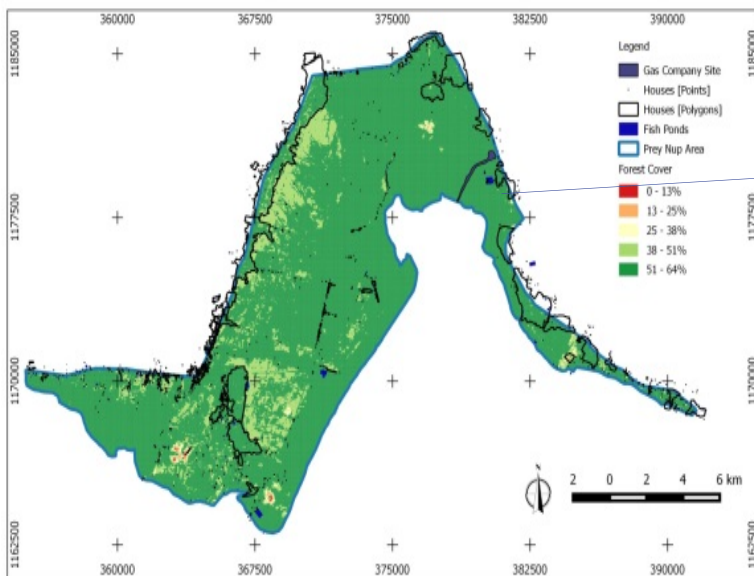 360000 367500 375000 382500 390000
1185000 1185000
Legend
Gas Company Site
Houses [Points]
Houses [Polygons]
Fish Ponds
Prey Nup Area
Forest Cover
0 - 13%
13 - 25%
25 - 38%
38 - 51%
51 - 64%
1177500 1177500
1170000 1170000
N
2 0 2 4 6 km
1162500 1162500
360000 367500 375000 382500 390000